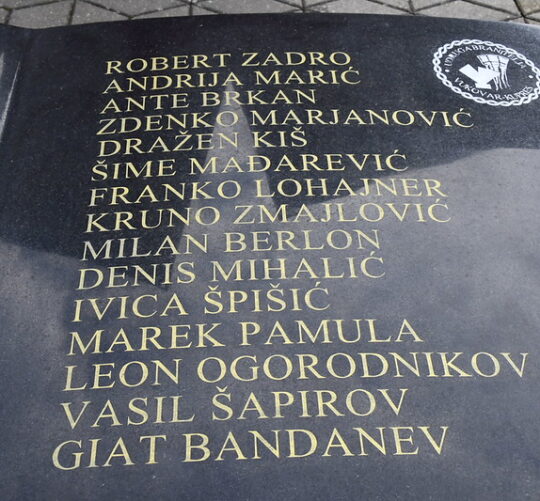 ROBERT ZADRO
ANDRIJA MARIĆ
ANTE BRKAN
ZDENKO MARJANOVIĆ
DRAŽEN KIŠ
ŠIME MAĐAREVIĆ
FRANKO LOHAJNER
KRUNO ZMAJLOVIĆ
MILAN BERLON
DENIS MIHALIĆ
IVICA ŠPIŠIĆ
MAREK PAMULA
LEON OGORODNIKOV
VASIL ŠAPIROV
GIAT BANDANEV
VUKOVAR